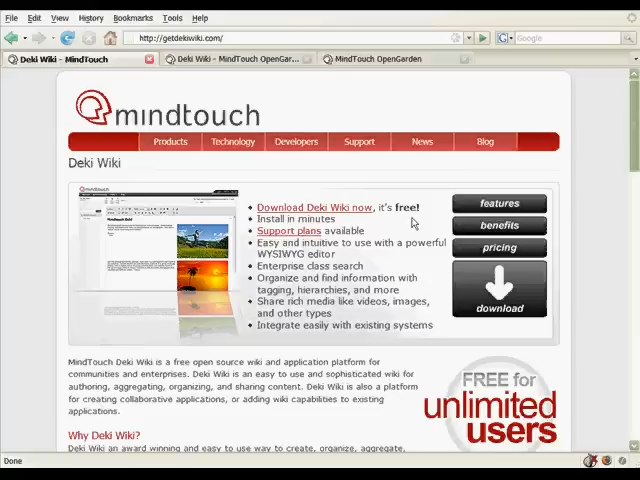 File Edit View History Bookmarks Tools Help
http://getdekiwiki.com/
Google
Deki Wiki - MindTouch
Deki Wiki - MindTouch OpenGar...
MindTouch OpenGarden
mindtouch
Products Technology Developers Support News Blog
Deki Wiki
mindtouch
• Download Deki Wiki now, it's free!
• Install in minutes
• Support plans available
• Easy and intuitive to use with a powerful
WYSIWYG editor
• Enterprise class search
• Organize and find information with
tagging, hierarchies, and more
• Share rich media like videos, images,
and other types
• Integrate easily with existing systems
features
benefits
pricing
download
MindTouch Deki Wiki is a free open source wiki and application platform for
communities and enterprises. Deki Wiki is an easy to use and sophisticated wiki for
authoring, aggregating, organizing, and sharing content. Deki Wiki is also a platform
for creating collaborative applications, or adding wiki capabilities to existing
applications.
FREE for
unlimited
users
Why Deki Wiki?
Deki Wiki an award winning and easy to use way to create, organize, aggregate,
Done